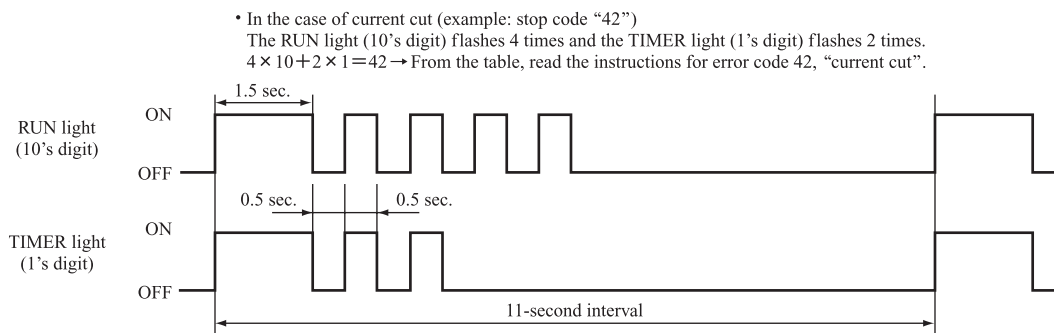 • In the case of current cut (example: stop code “42”)
The RUN light (10’s digit) flashes 4 times and the TIMER light (1’s digit) flashes 2 times.
4 × 10＋2 × 1＝42 → From the table, read the instructions for error code 42, “current cut”.
1.5 sec.
ON
RUN light
(10’s digit)
OFF
0.5 sec.
0.5 sec.
ON
TIMER light
(1’s digit)
OFF
11-second interval